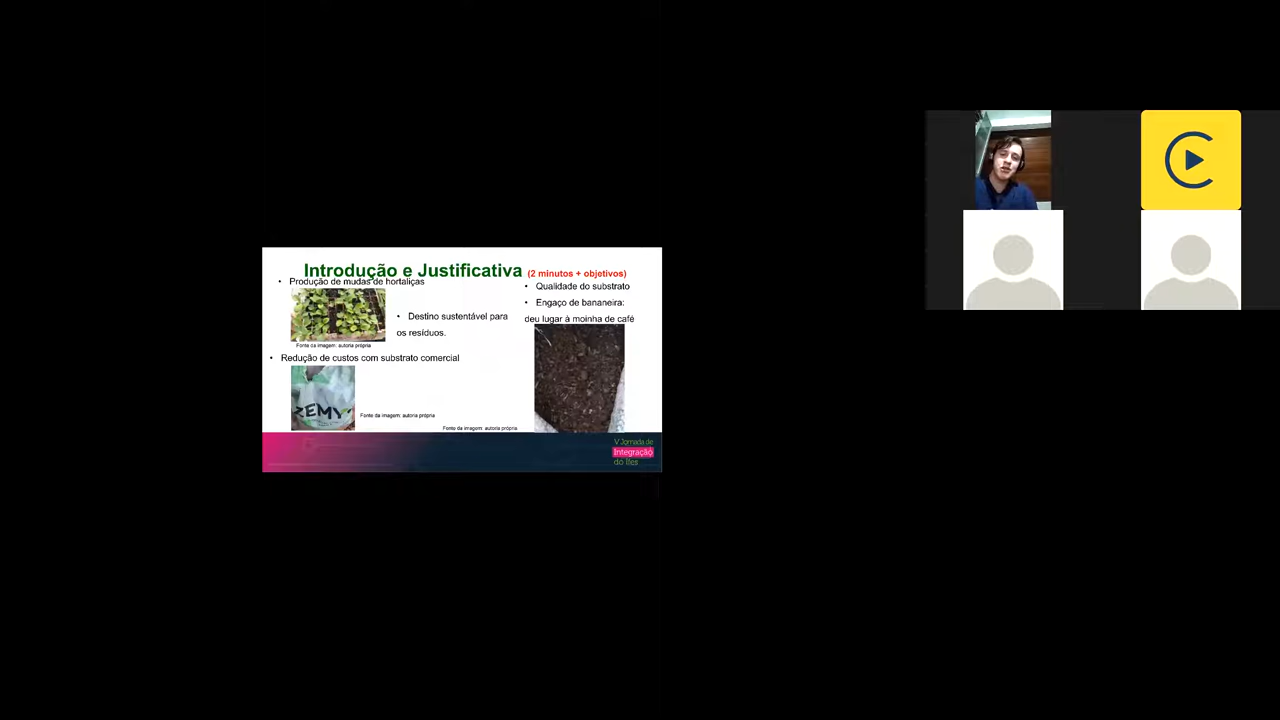 Introdução e Justificativa (2 minutos + objetivos)
Produção de mudas de hortaliças
Fonte da imagem: autoria própria
• Destino sustentável para
os resíduos.
• Redução de custos com substrato comercial
ZEMY
Fonte da imagem: autoria própria
Fonte da imagem: autoria própria
• Qualidade do substrato
• Engaço de bananeira:
deu lugar à moinha de café
V Jornada de
Integração
do Ifes